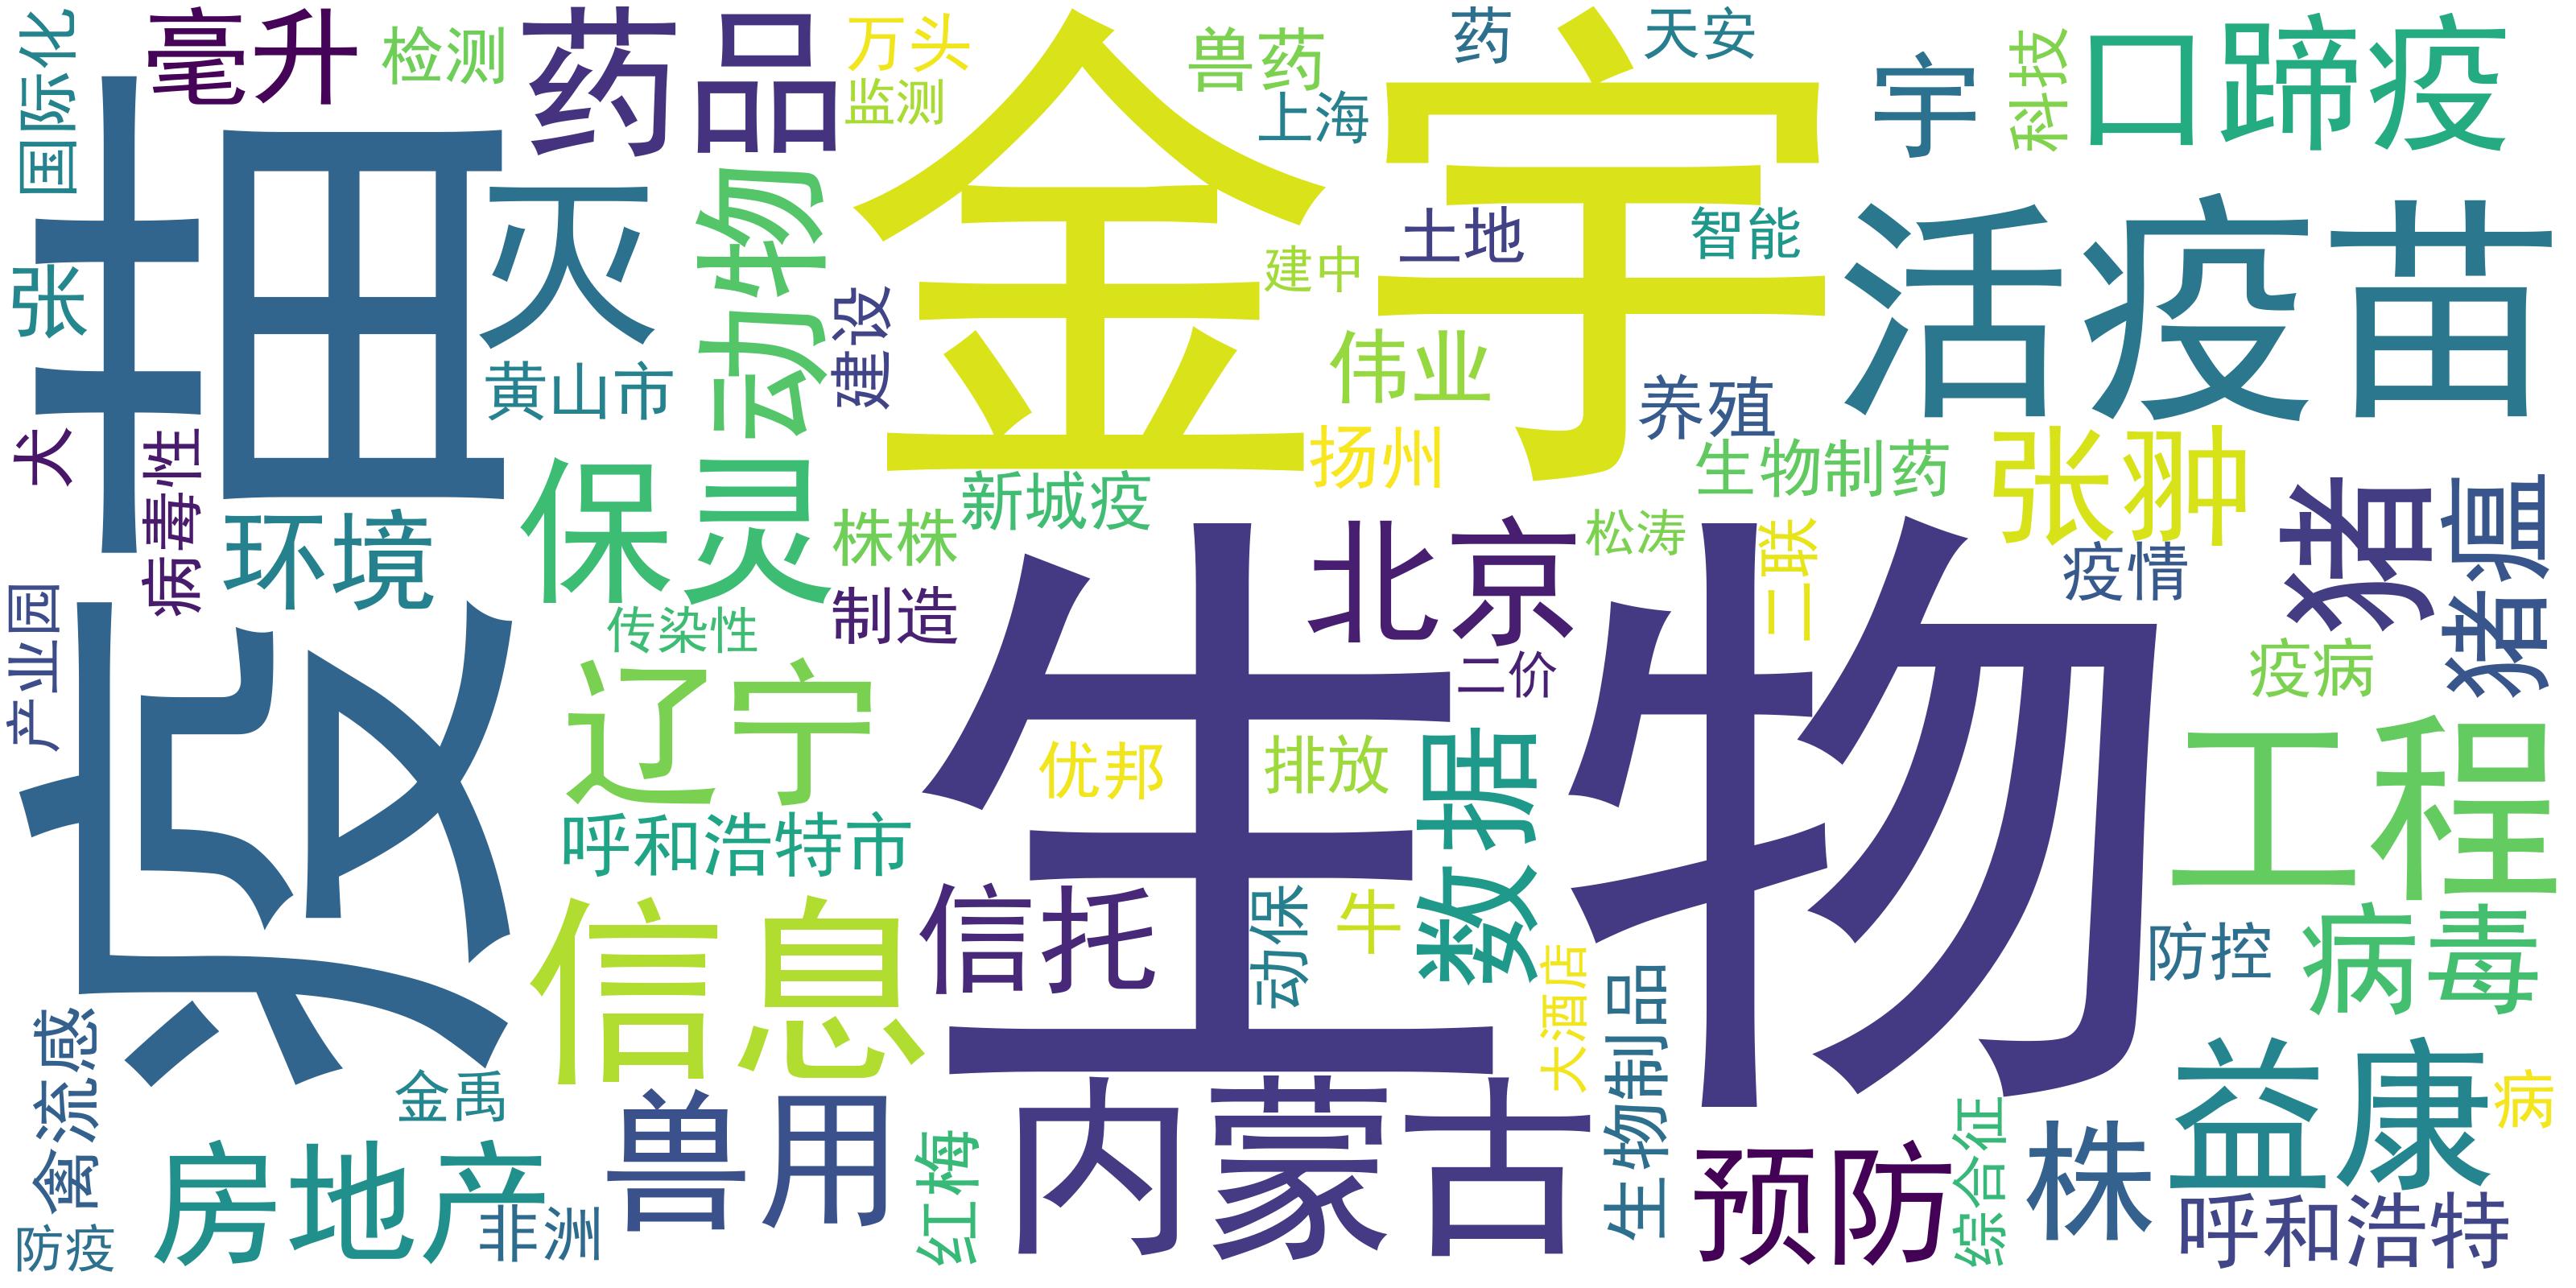 国际化
毫升
检测
药品
万头
监测
金宇
兽药
上海
药
天安
宇
科技
口蹄疫
疫苗
灭
动物
建设
建中
土地
智能
活疫苗
张
黄山市
伟业
养殖
犬
病毒性
环境
保灵
株株
新城疫
扬州
生物制药
张翀
猪
猪瘟
产业园
传染性
制造
北京
二价
松涛
二联
疫情
疫病
辽宁
生物
优邦
排放
数据
工程
呼和浩特市
信息
信托
动保
牛
大酒店
生物制品
防控
病毒
禽流感
金禹
房地产
非洲
兽用
红梅
内蒙古
预防
综合征
株
益康
病
防疫
呼和浩特